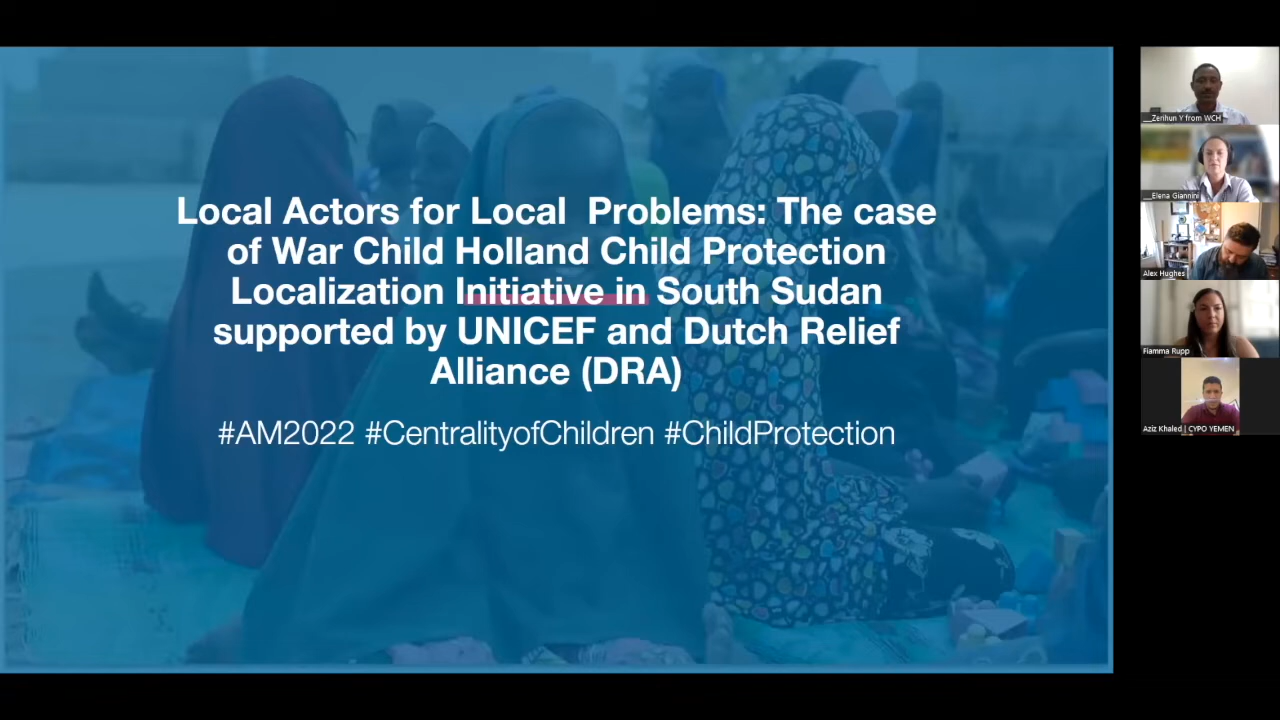 Local Actors for Local  Problems: The case
of War Child Holland Child Protection
Localization Initiative in South Sudan
supported by UNICEF and Dutch Relief
Alliance (DRA)
#AM2022 #CentralityofChildren #ChildProtection
__Zerihun Y from WCH
__Elena Giannini
Alex Hughes
Fiamma Rupp
Aziz Khaled | CYPO YEMEN